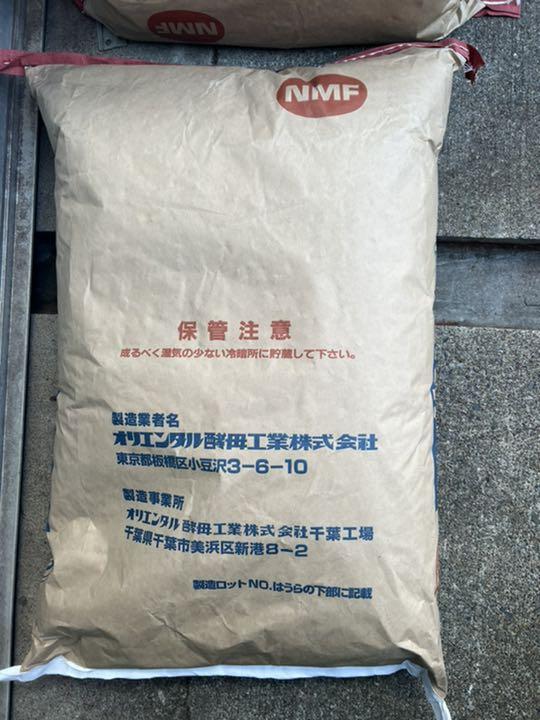 NMF
NMF
保管注意
成るべく湿気の少ない冷暗所に貯蔵して下さい。
製造業者名
オリエンタル酵母工業株式会社
東京都板橋区小豆沢3-6-10
製造事業所
オリエンタル酵母工業株式会社千葉工場
千葉県千葉市美浜区新港8-2
製造ロットNO.はうらの下部に記載